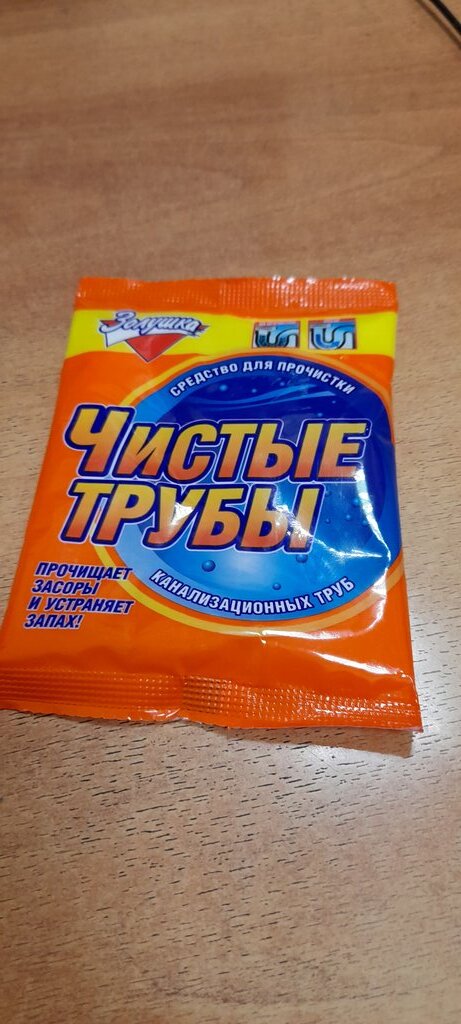 Золушка
СРЕДСТВО ДЛЯ ПРОЧИСТКИ
ЧИСТЫЕ
ТРУБЫ
КАНАЛИЗАЦИОННЫХ ТРУБ
ПРОЧИЩАЕТ
ЗАСОРЫ
И УСТРАНЯЕТ
ЗАПАХ!